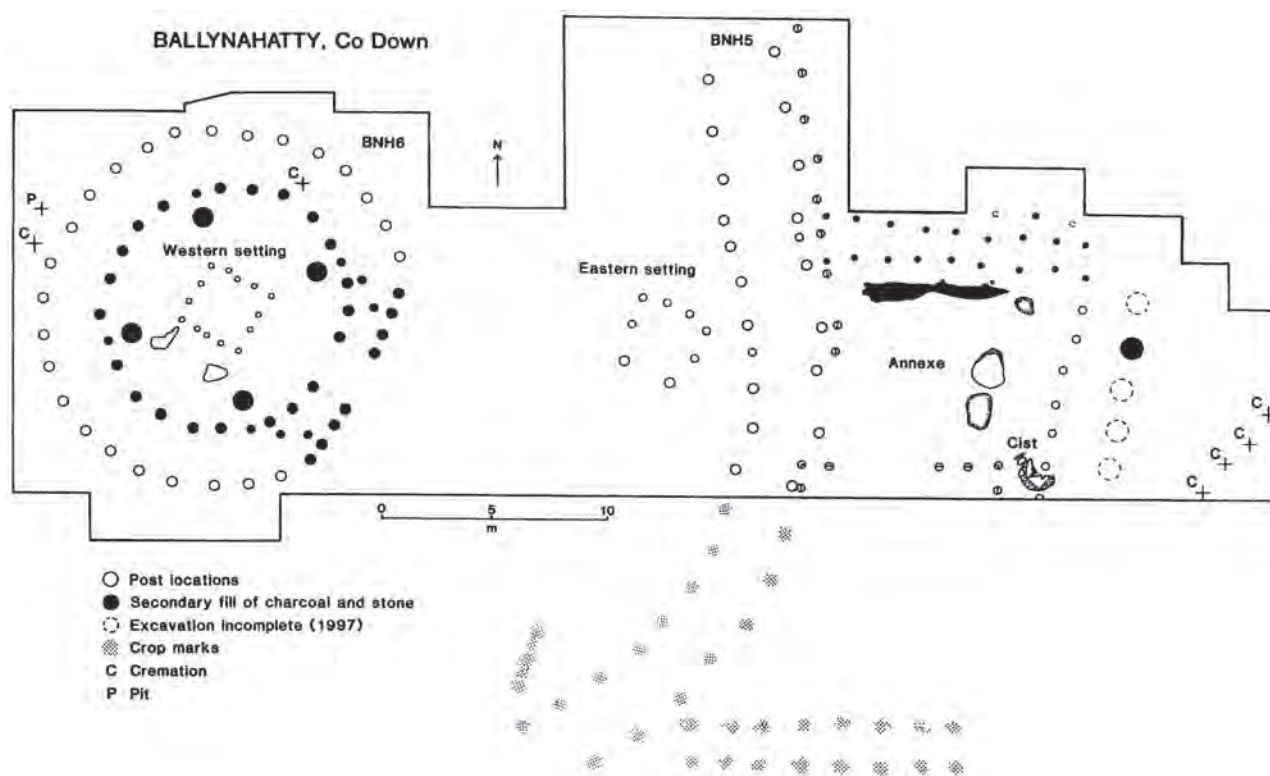 BALLYNAHATTY, Co Down
BNH5
BNH6
N
C
P
C
Western setting
Eastern setting
Annexe
Cist
C
C
C
C
0 5 10
m
Post locations
Secondary fill of charcoal and stone
Excavation incomplete (1997)
Crop marks
C Cremation
P Pit